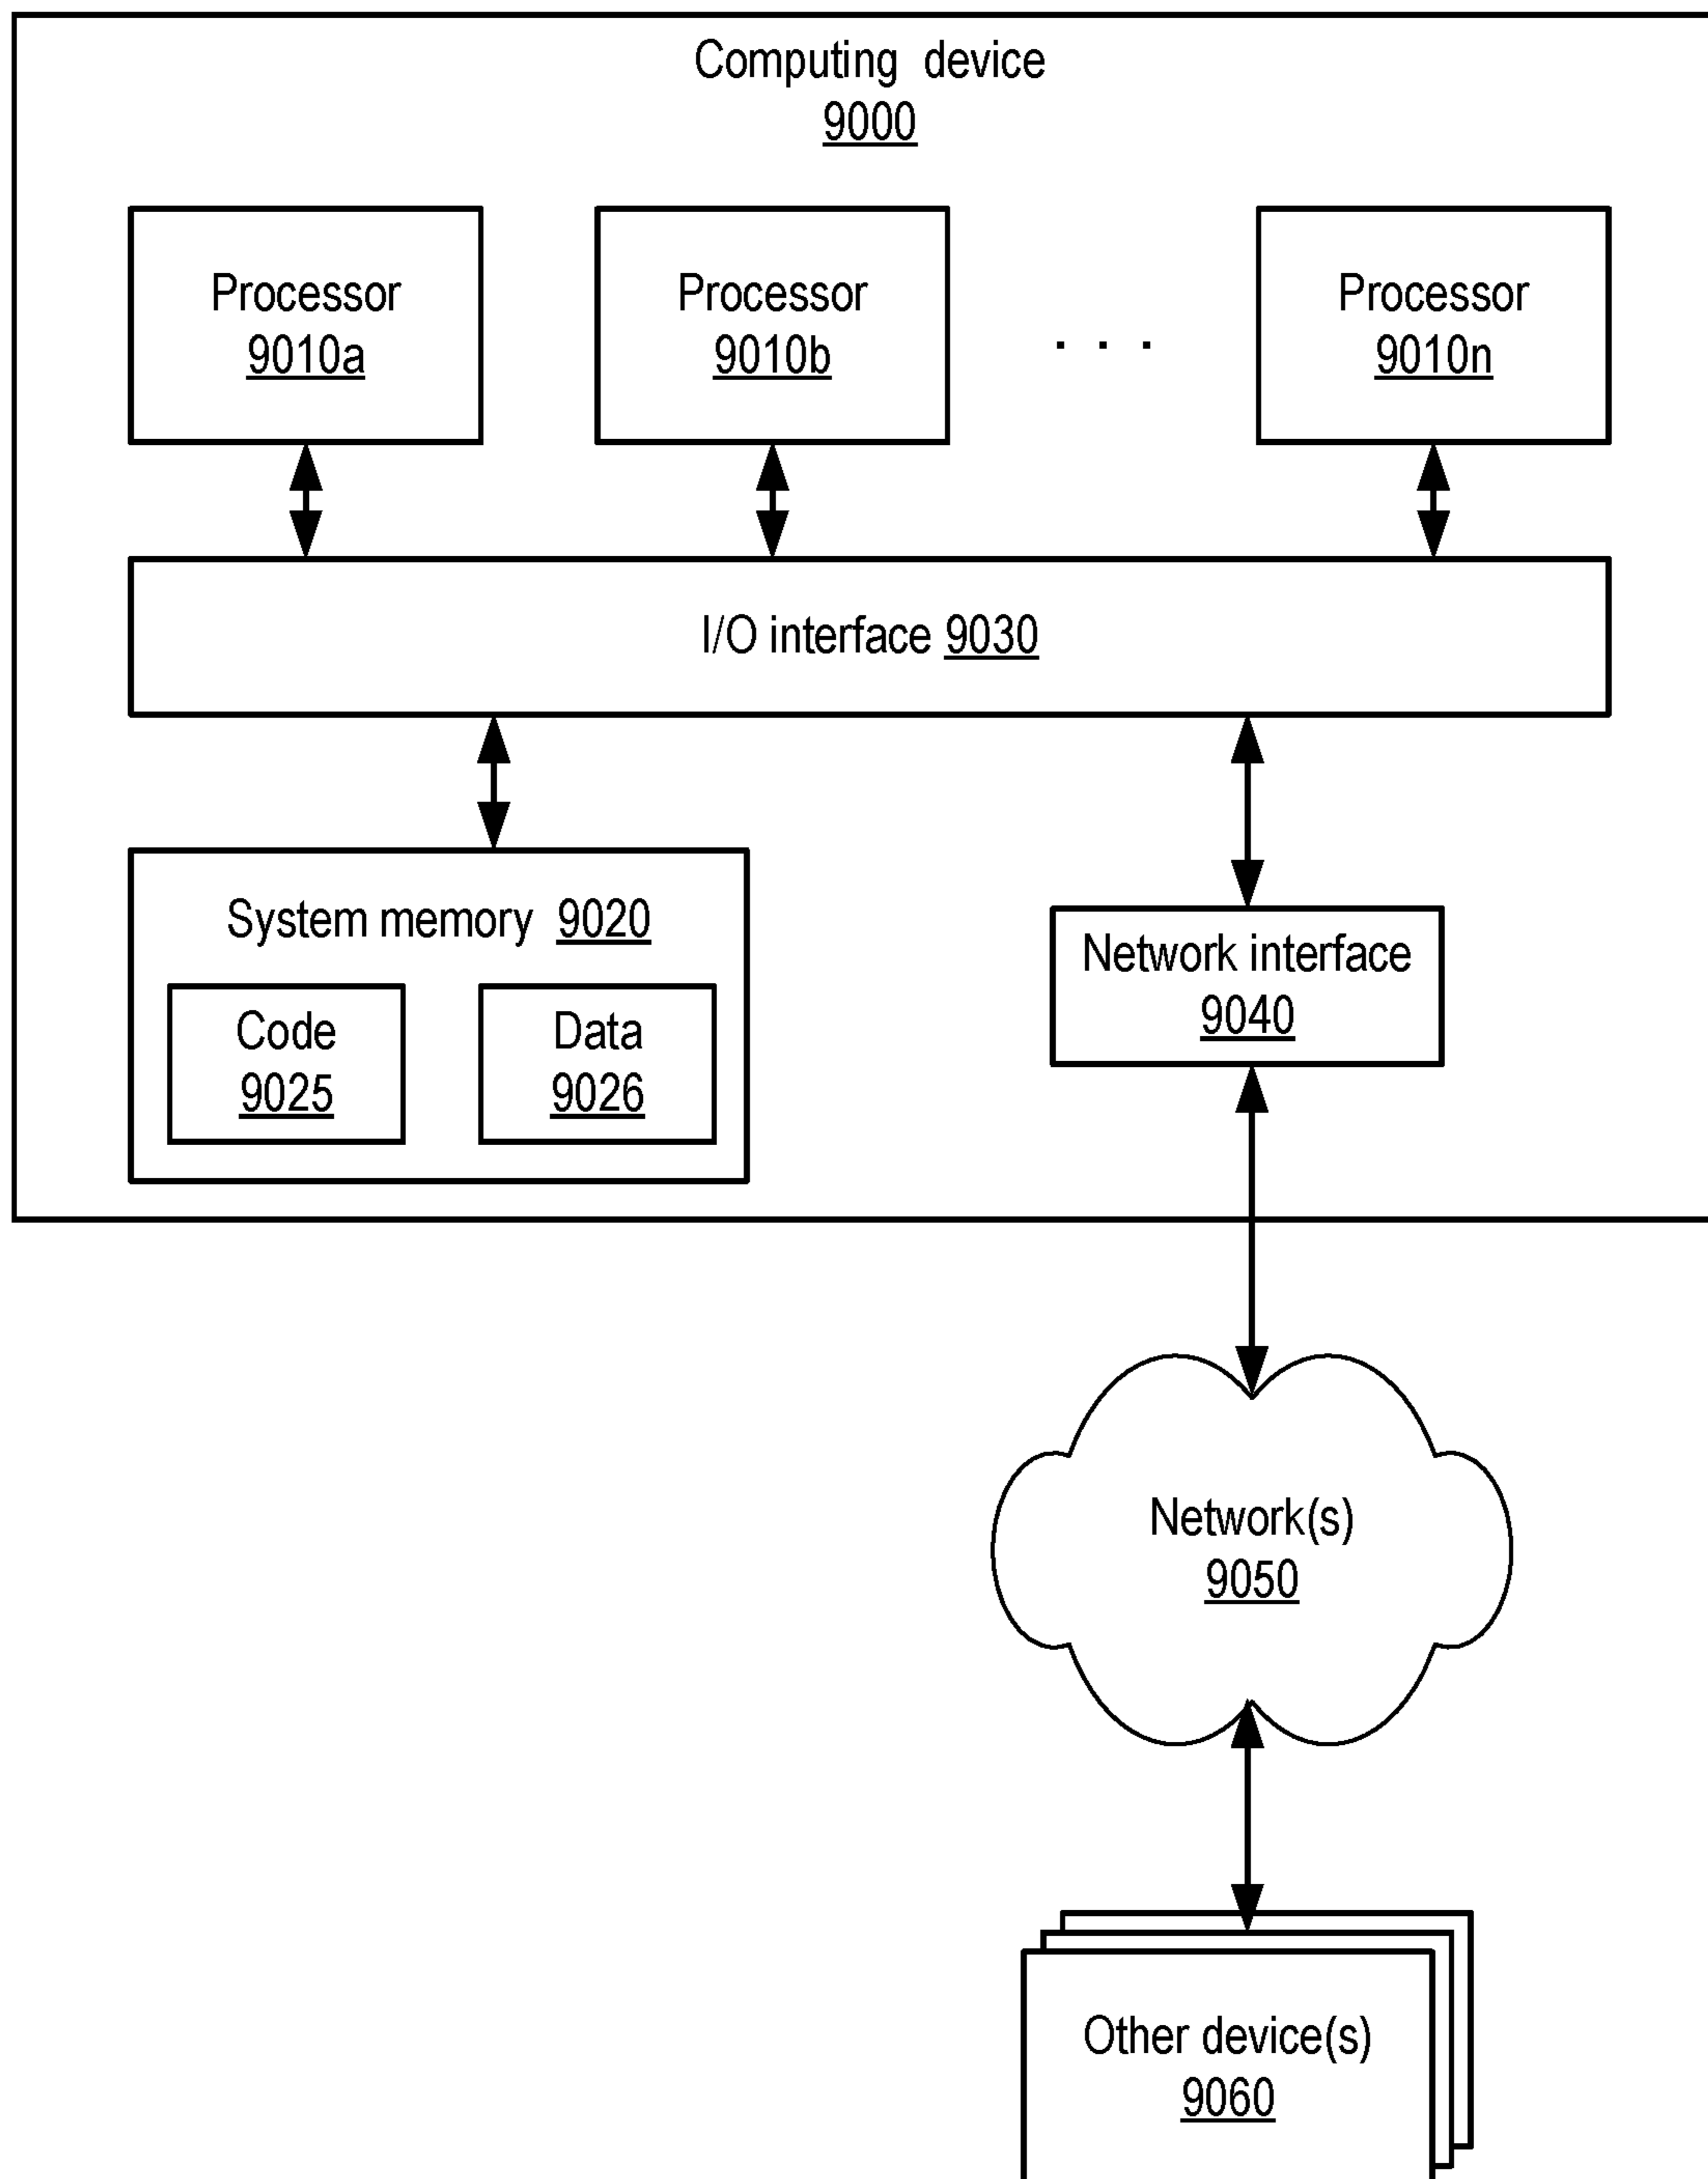 Computing device
9000
Processor
9010a
Processor
9010b
. . .
Processor
9010n
I/O interface 9030
System memory 9020
Code
9025
Data
9026
Network interface
9040
Network(s)
9050
Other device(s)
9060